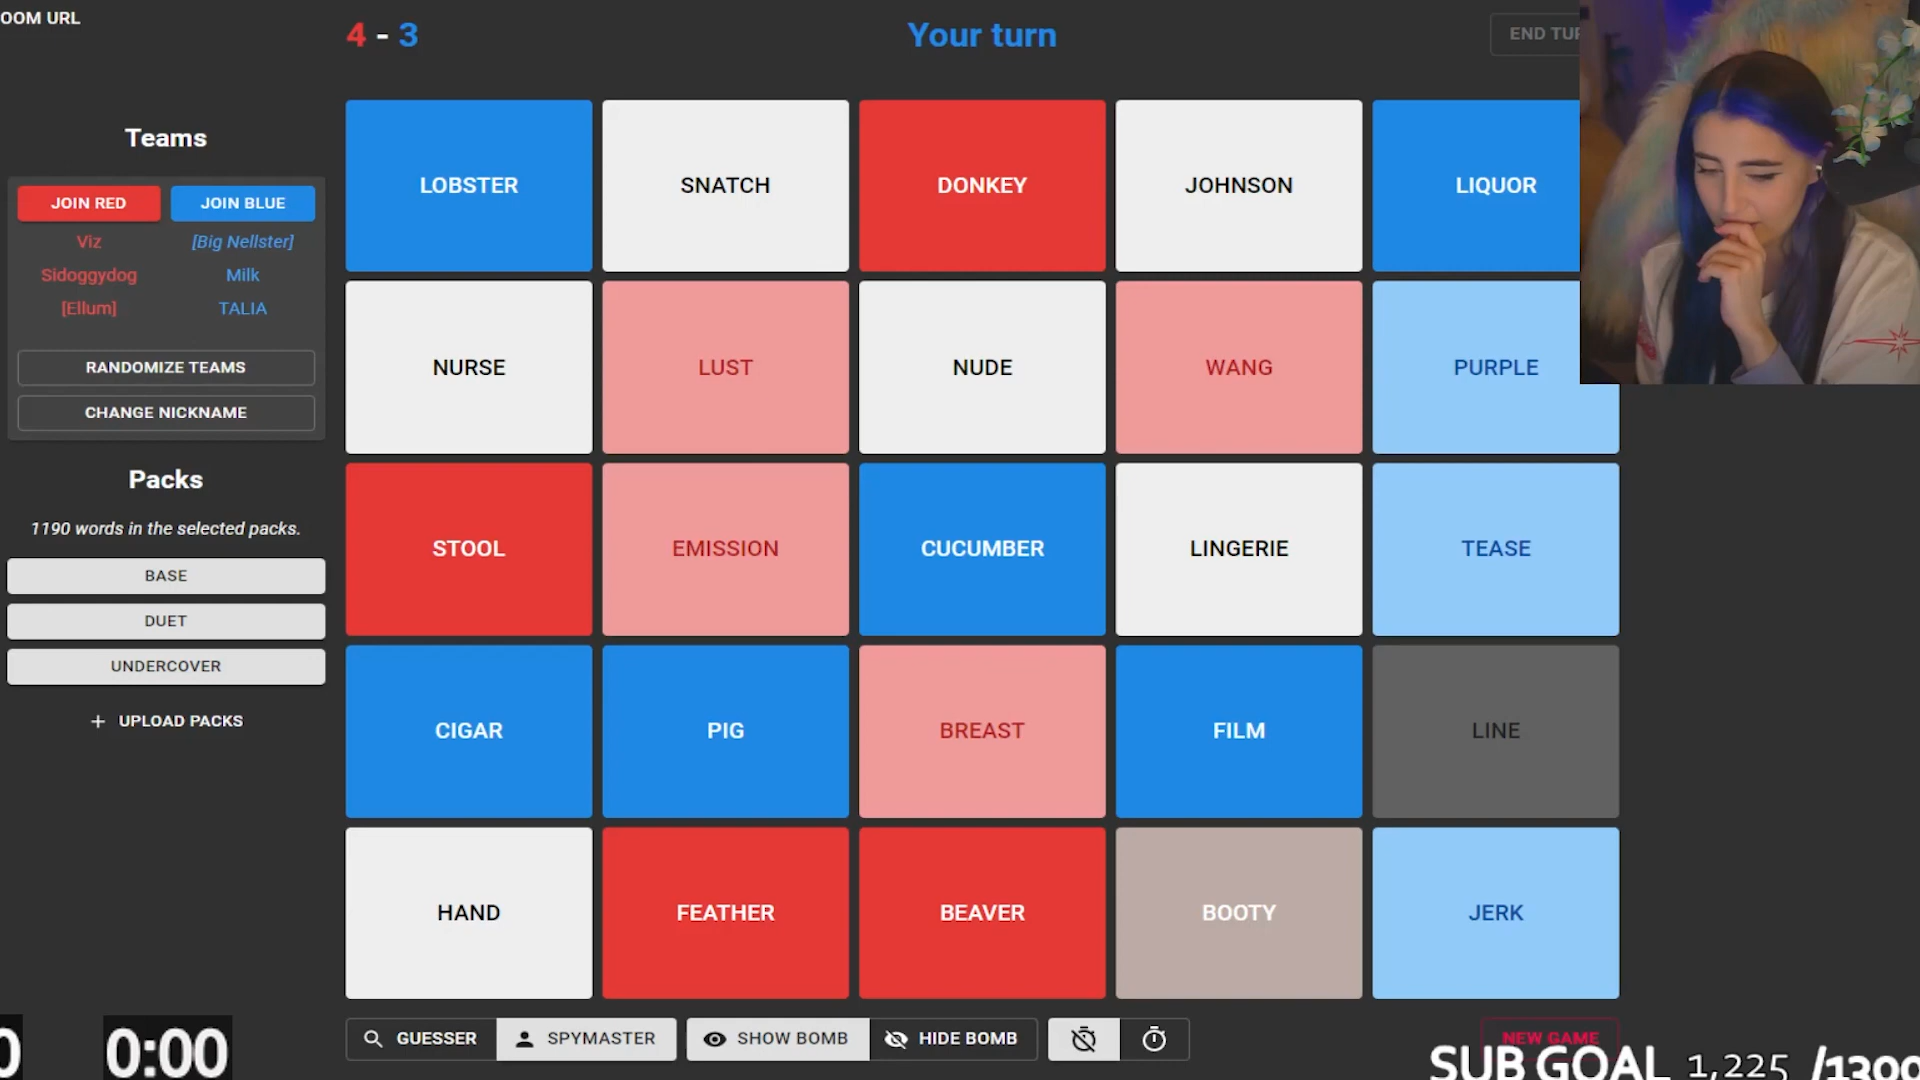 OOM URL
4 - 3
Your turn
END TUR
Teams
JOIN RED
JOIN BLUE
Viz
[Big Nellster]
Sidoggydog
Milk
[Ellum]
TALIA
RANDOMIZE TEAMS
CHANGE NICKNAME
Packs
1190 words in the selected packs.
BASE
DUET
UNDERCOVER
+ UPLOAD PACKS
LOBSTER
SNATCH
DONKEY
JOHNSON
LIQUOR
NURSE
LUST
NUDE
WANG
PURPLE
STOOL
EMISSION
CUCUMBER
LINGERIE
TEASE
CIGAR
PIG
BREAST
FILM
LINE
HAND
FEATHER
BEAVER
BOOTY
JERK
0
0:00
GUESSER
SPYMASTER
SHOW BOMB
HIDE BOMB
NEW GAME
SUB GOAL 1,225 /1300